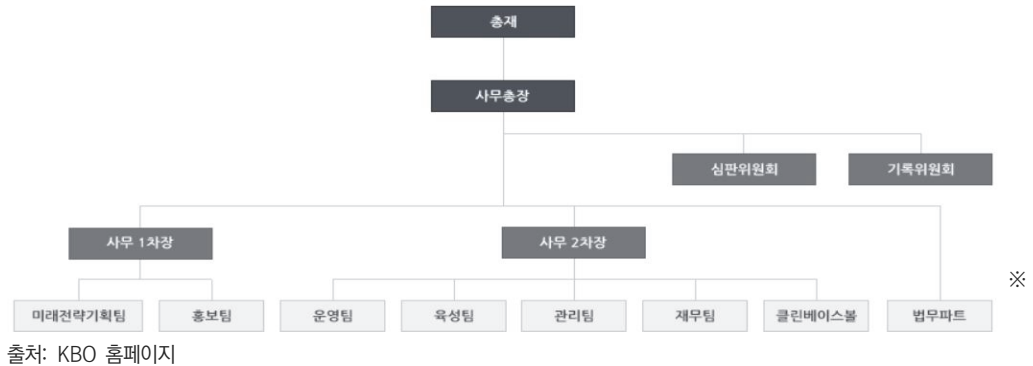 총재
사무총장
심판위원회 기록위원회
사무 1차장 사무 2차장
※
미래전략기획팀 홍보팀 운영팀 육성팀 관리팀 재무팀 클린베이스볼 법무파트
출처: KBO 홈페이지